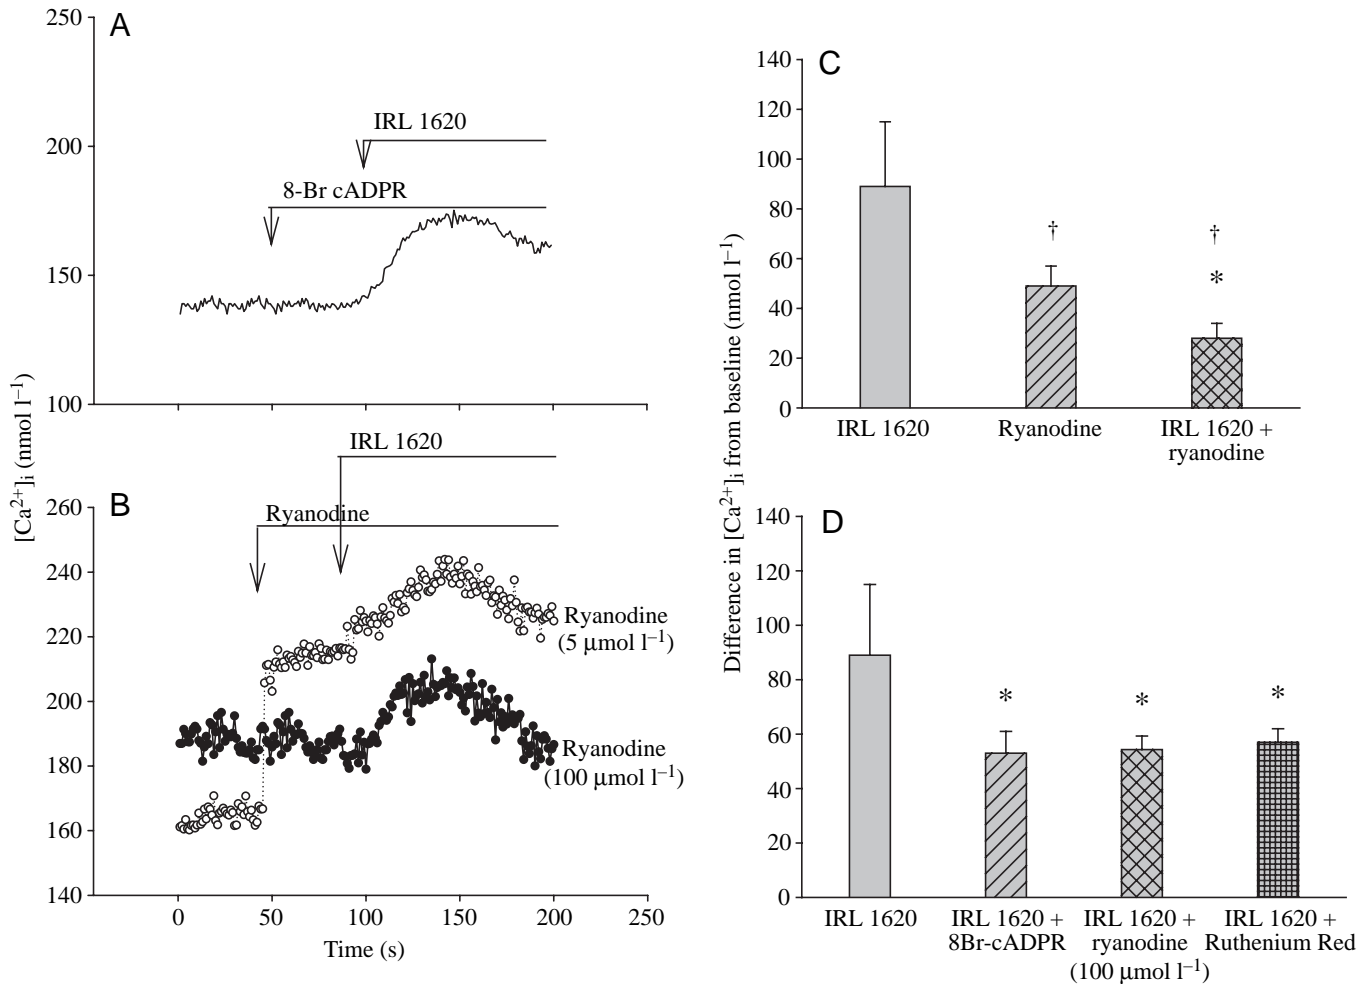 A
250
200
150
100
IRL 1620
8-Br cADPR
[Ca²⁺]ᵢ (nmol l⁻¹)
B
260
240
220
200
180
160
140
IRL 1620
Ryanodine
Ryanodine
(5 μmol l⁻¹)
Ryanodine
(100 μmol l⁻¹)
0 50 100 150 200 250
Time (s)
Difference in [Ca²⁺]ᵢ from baseline (nmol l⁻¹)
C
140
120
100
80
60
40
20
0
†
†
*
IRL 1620 Ryanodine IRL 1620 +
ryanodine
D
140
120
100
80
60
40
20
0
* * *
IRL 1620 IRL 1620 + IRL 1620 + IRL 1620 +
8Br-cADPR ryanodine Ruthenium Red
(100 μmol l⁻¹)